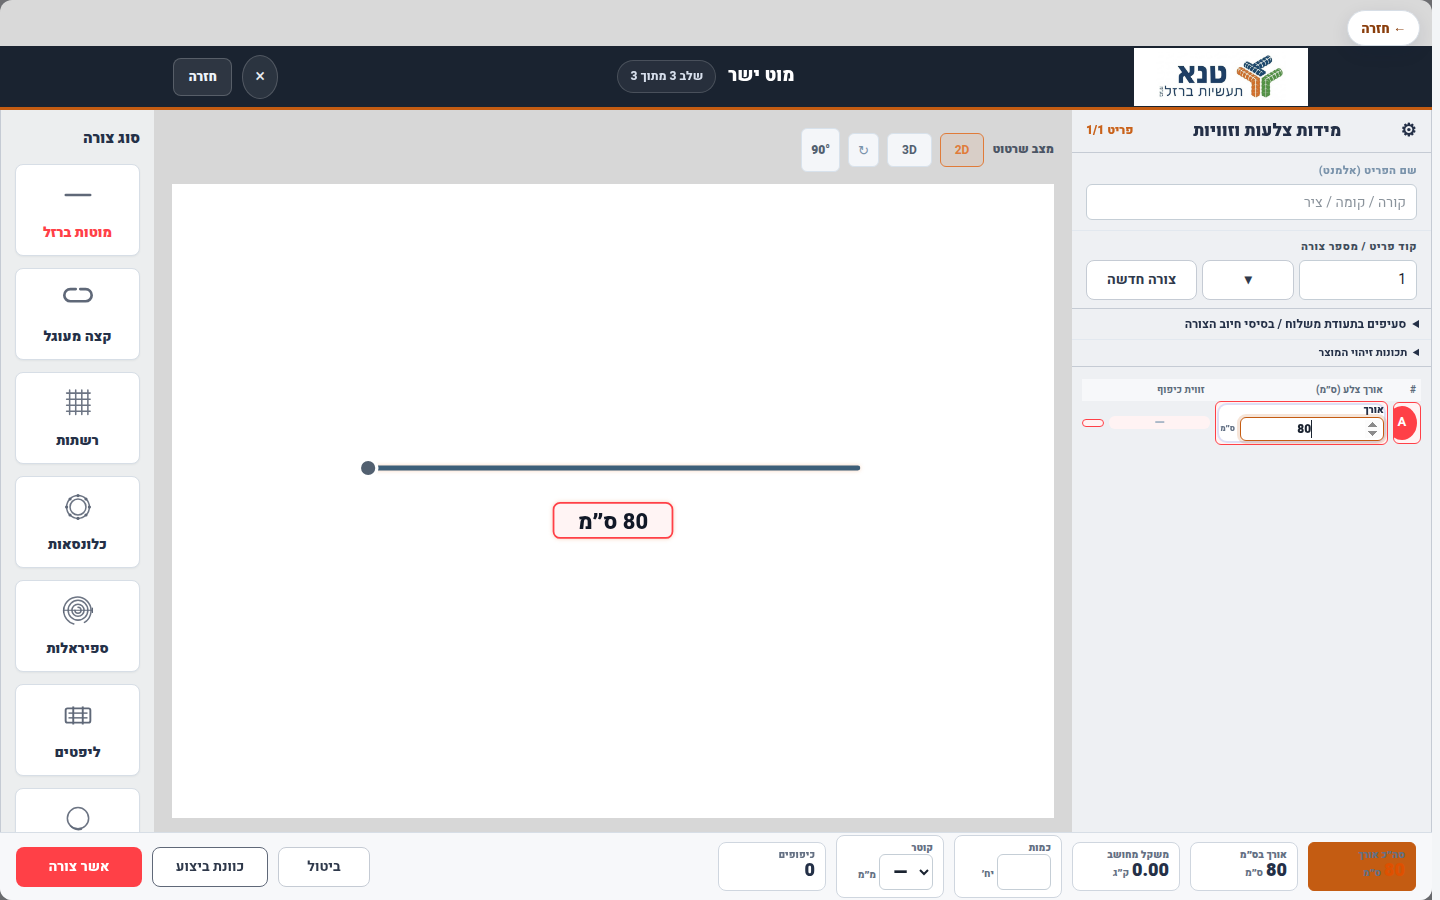 ← חזרה
טנא
תעשיות ברזל
מוט ישר
שלב 3 מתוך 3
×
חזרה
⚙ מידות צלעות וזוויות
פריט 1/1
שם הפריט (אלמנט)
קורה / קומה / ציר
קוד פריט / מספר צורה
1
▼
צורה חדשה
◀ סעיפים בתעודת משלוח / בסיסי חיוב הצורה
◀ תכונות זיהוי המוצר
# אורך צלע (ס״מ) זווית כיפוף
A
אורך
80 ס״מ
—
מצב שרטוט
2D
3D
↻
90°
80 ס״מ
סוג צורה
מוטות ברזל
קצה מעוגל
רשתות
כלונסאות
ספיראלות
ליפטים
אורך בס״מ
80 ס״מ
משקל מחושב
0.00 ק״ג
כמות
יח׳
קוטר
— מ״מ
כיפופים
0
ביטול
כוונת ביצוע
אשר צורה